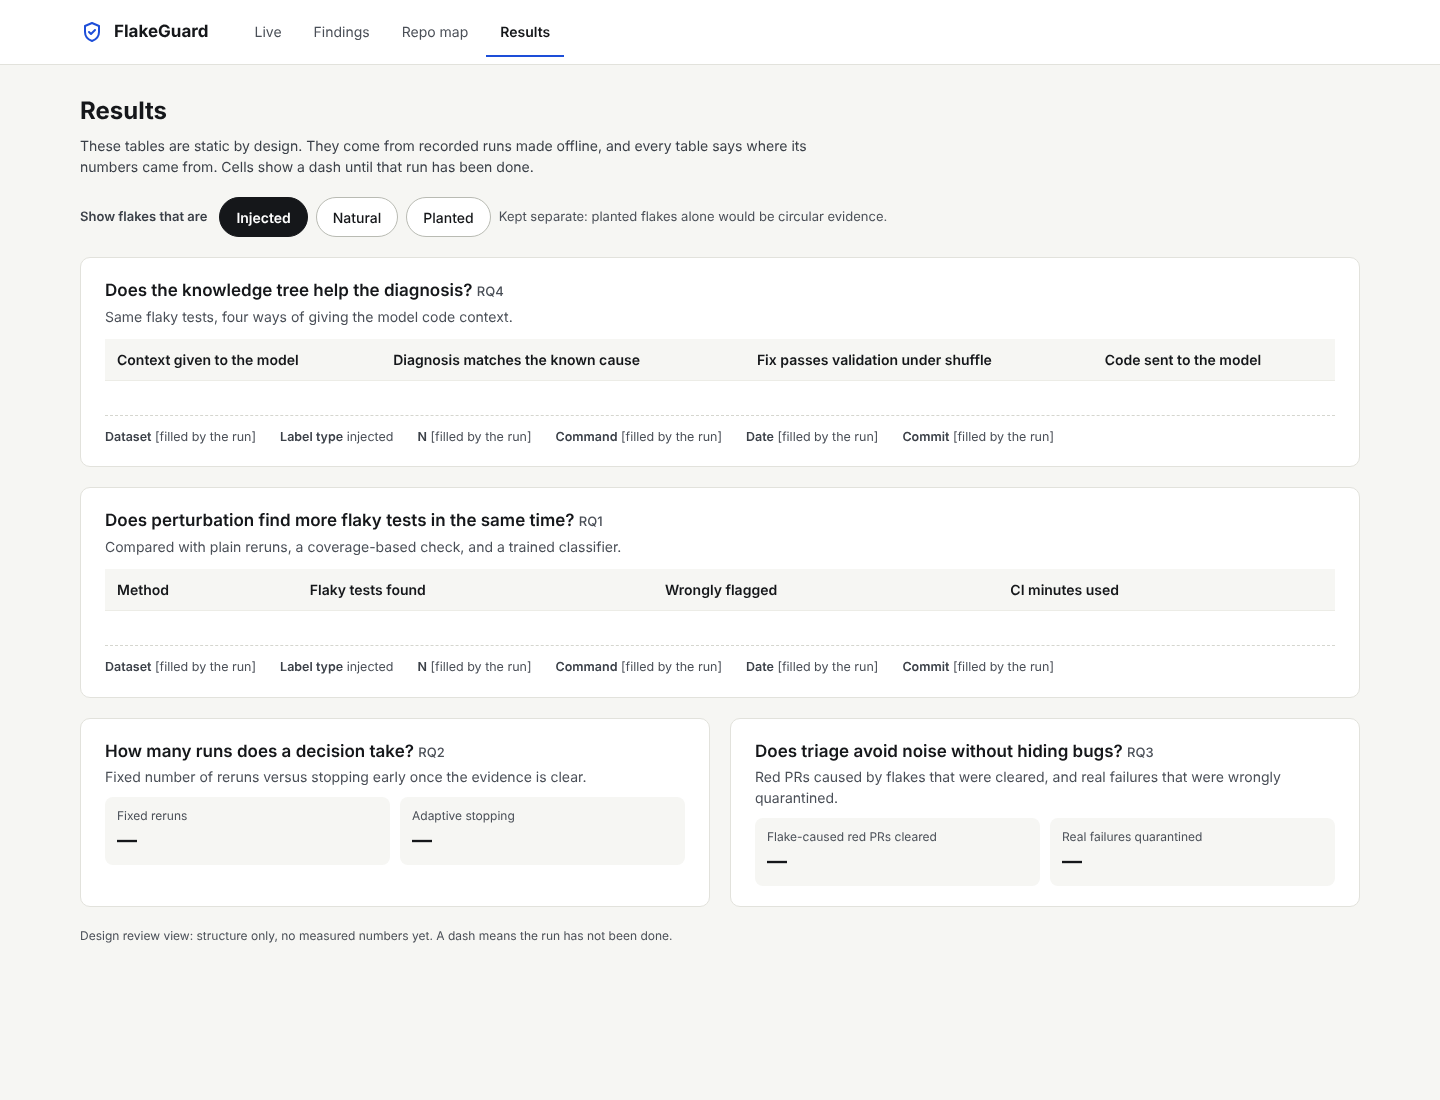 FlakeGuard
Live
Findings
Repo map
Results
Results
These tables are static by design. They come from recorded runs made offline, and every table says where its
numbers came from. Cells show a dash until that run has been done.
Show flakes that are
Injected
Natural
Planted
Kept separate: planted flakes alone would be circular evidence.
Does the knowledge tree help the diagnosis? RQ4
Same flaky tests, four ways of giving the model code context.
Context given to the model
Diagnosis matches the known cause
Fix passes validation under shuffle
Code sent to the model
Dataset [filled by the run]
Label type injected
N [filled by the run]
Command [filled by the run]
Date [filled by the run]
Commit [filled by the run]
Does perturbation find more flaky tests in the same time? RQ1
Compared with plain reruns, a coverage-based check, and a trained classifier.
Method
Flaky tests found
Wrongly flagged
CI minutes used
Dataset [filled by the run]
Label type injected
N [filled by the run]
Command [filled by the run]
Date [filled by the run]
Commit [filled by the run]
How many runs does a decision take? RQ2
Fixed number of reruns versus stopping early once the evidence is clear.
Fixed reruns
—
Adaptive stopping
—
Does triage avoid noise without hiding bugs? RQ3
Red PRs caused by flakes that were cleared, and real failures that were wrongly
quarantined.
Flake-caused red PRs cleared
—
Real failures quarantined
—
Design review view: structure only, no measured numbers yet. A dash means the run has not been done.